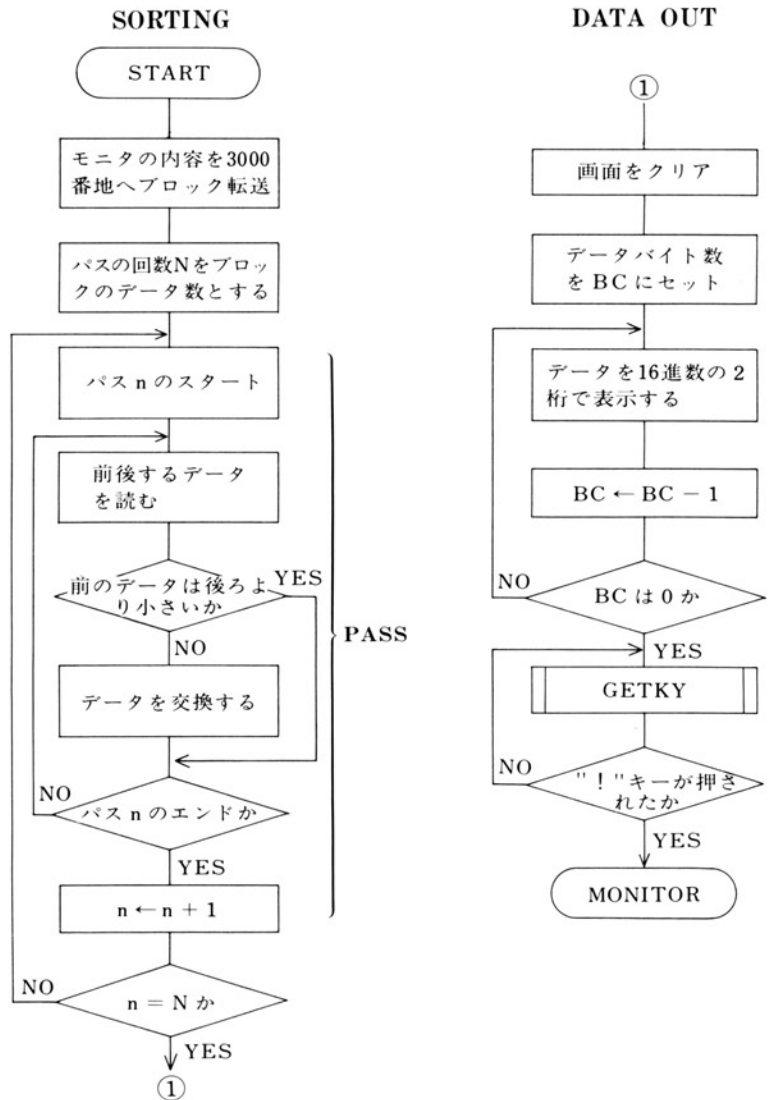 SORTING
START
モニタの内容を3000
番地へブロック転送
パスの回数Nをブロッ
クのデータ数とする
パスnのスタート
前後するデータ
を読む
前のデータは後ろよ
り小さいか
YES
NO
データを交換する
PASS
NO
パスnのエンドか
YES
n←n+1
NO
n=Nか
YES
①
DATA OUT
①
画面をクリア
データバイト数
をBCにセット
データを16進数の2
桁で表示する
BC←BC-1
NO
BCは0か
YES
GETKY
NO
"!"キーが押さ
れたか
YES
MONITOR